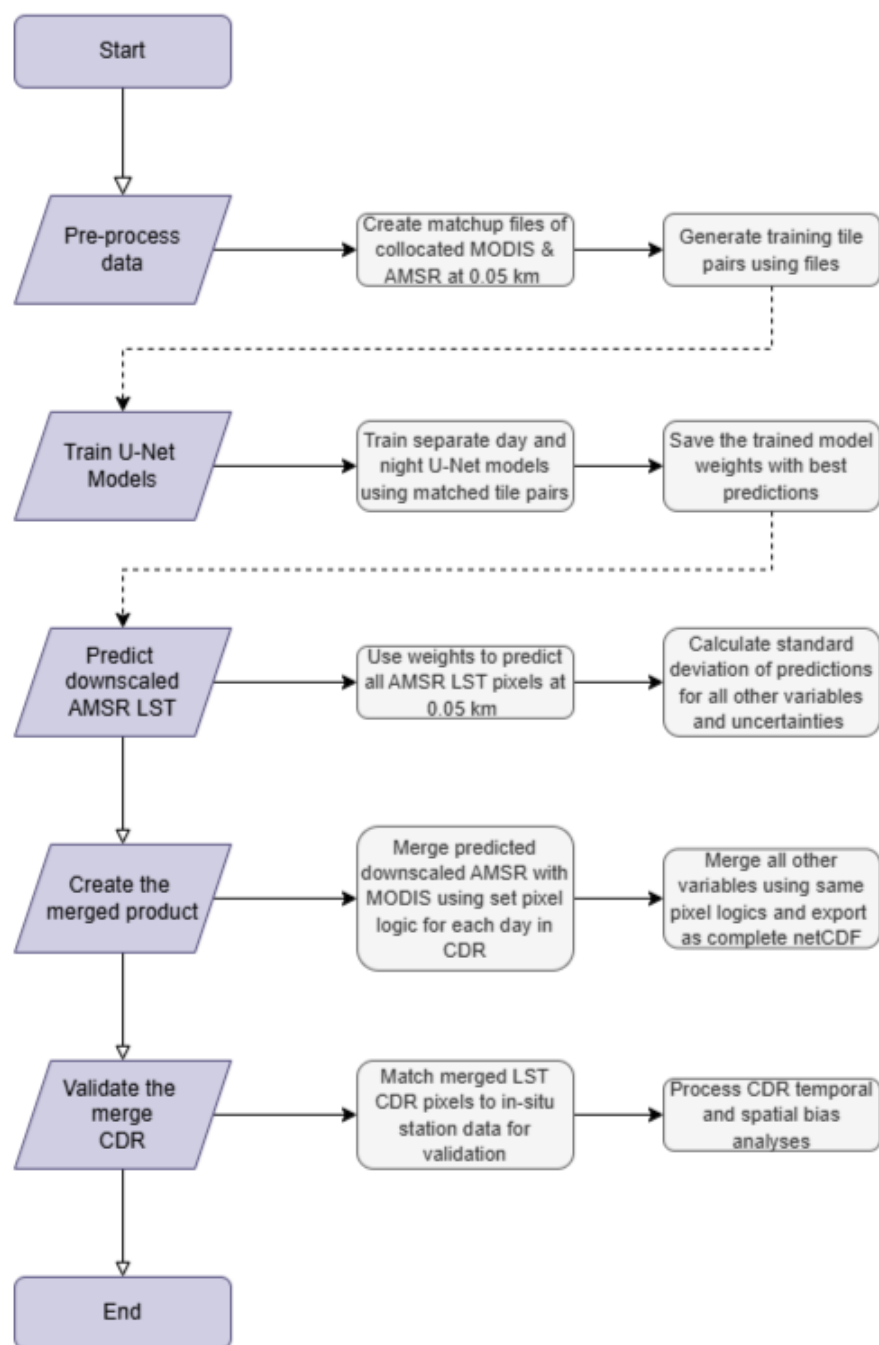 Start
Pre-process
data
Create matchup files of
collocated MODIS &
AMSR at 0.05 km
Generate training tile
pairs using files
Train U-Net
Models
Train separate day and
night U-Net models
using matched tile pairs
Save the trained model
weights with best
predictions
Predict
downscaled
AMSR LST
Use weights to predict
all AMSR LST pixels at
0.05 km
Calculate standard
deviation of predictions
for all other variables
and uncertainties
Create the
merged product
Merge predicted
downscaled AMSR with
MODIS using set pixel
logic for each day in
CDR
Merge all other
variables using same
pixel logics and export
as complete netCDF
Validate the
merge
CDR
Match merged LST
CDR pixels to in-situ
station data for
validation
Process CDR temporal
and spatial bias
analyses
End